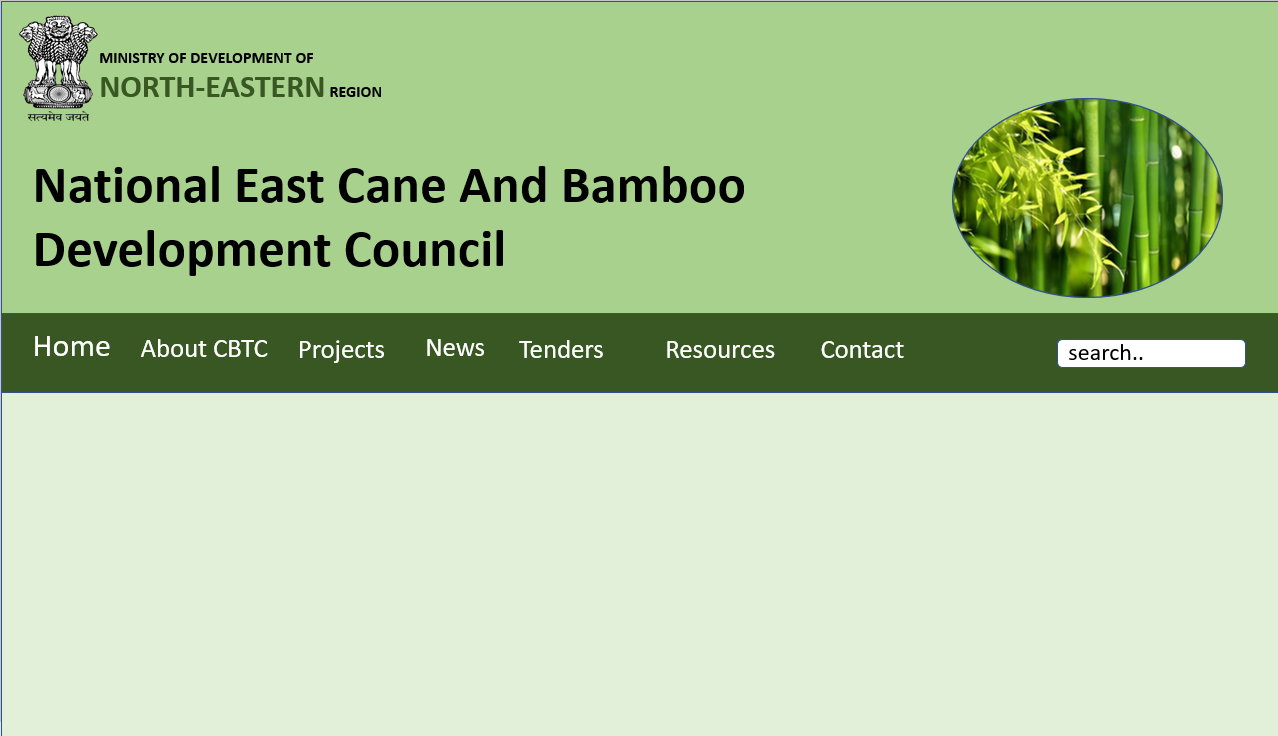 MINISTRY OF DEVELOPMENT OF
NORTH-EASTERN REGION
सत्यमेव जयते
National East Cane And Bamboo
Development Council
Home About CBTC Projects News Tenders Resources Contact search..